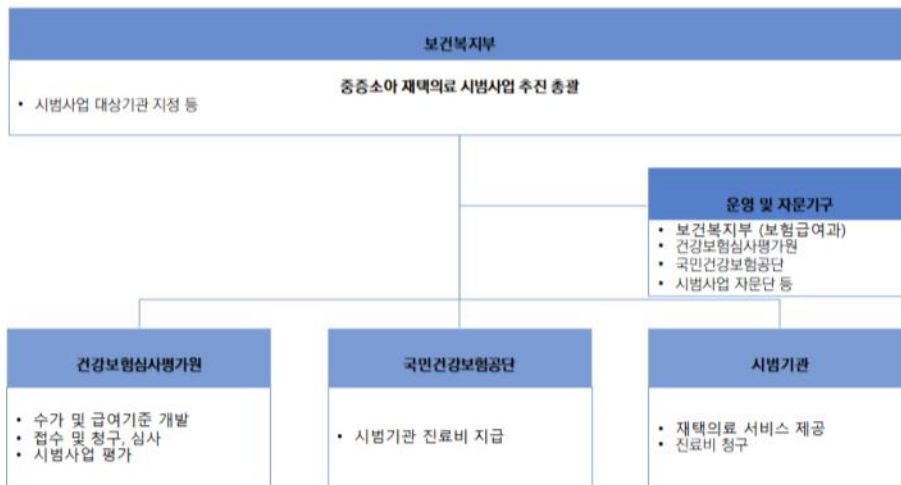 보건복지부
중증소아 재택의료 시범사업 추진 총괄
• 시범사업 대상기관 지정 등
운영 및 자문기구
• 보건복지부 (보험급여과)
• 건강보험심사평가원
• 국민건강보험공단
• 시범사업 자문단 등
건강보험심사평가원
• 수가 및 급여기준 개발
• 접수 및 청구, 심사
• 시범사업 평가
국민건강보험공단
• 시범기관 진료비 지급
시범기관
• 재택의료 서비스 제공
• 진료비 청구